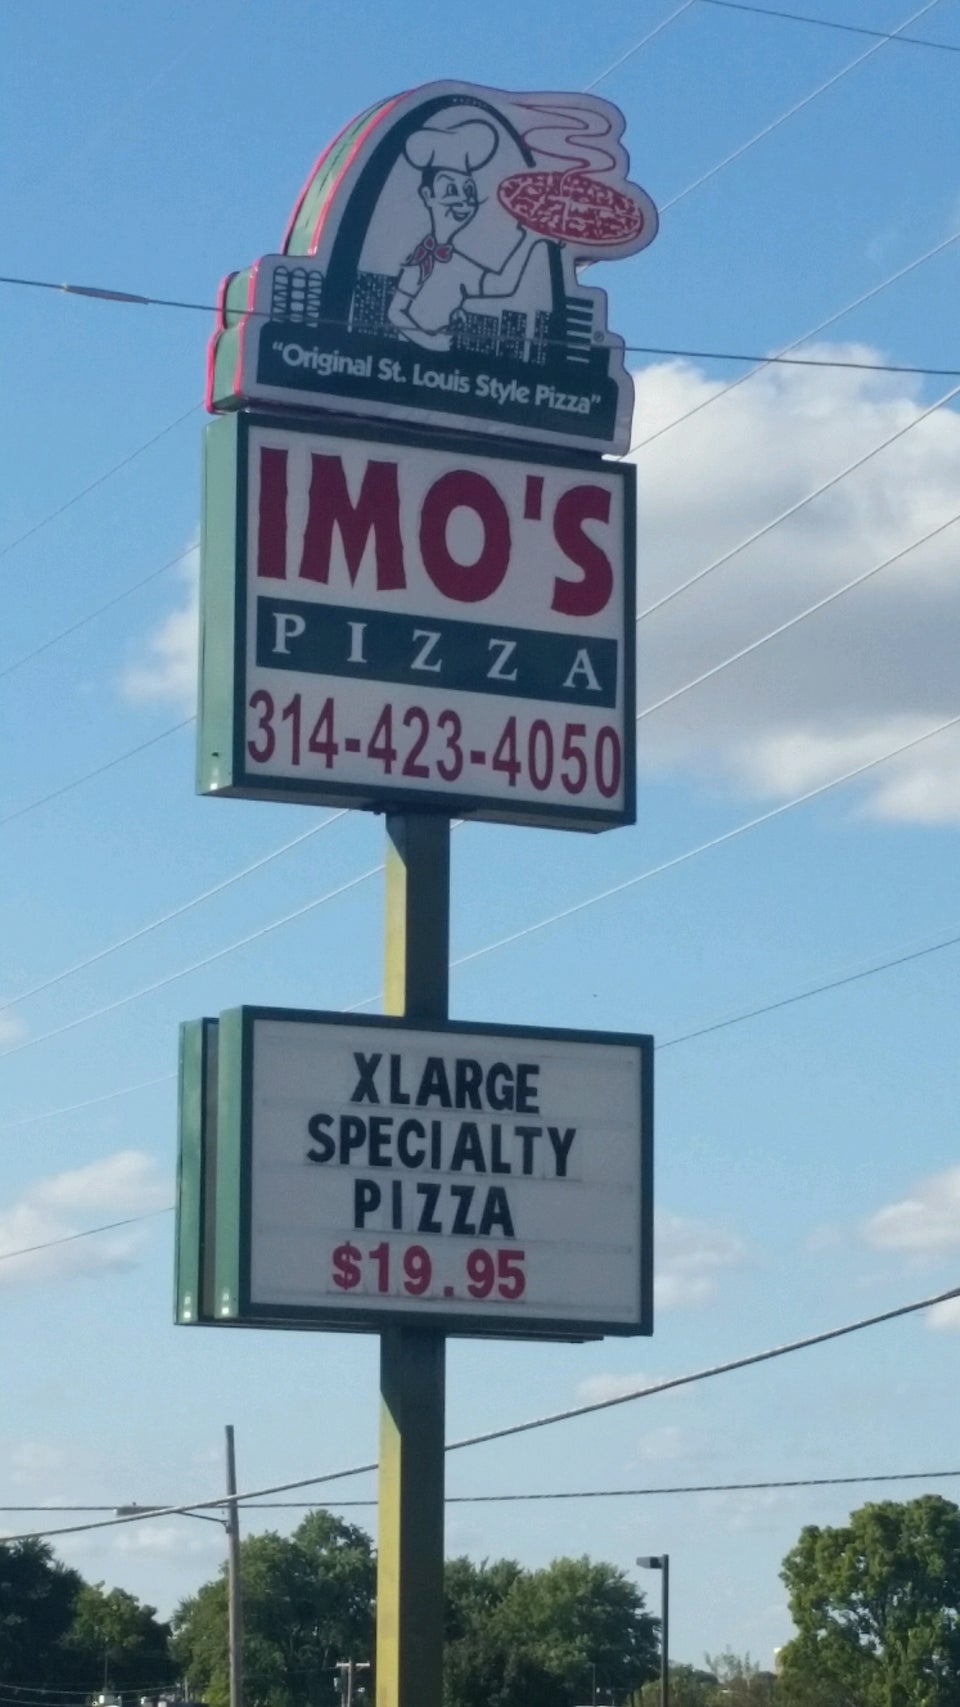 "Original St. Louis Style Pizza"
®
IMO'S
PIZZA
314-423-4050
XLARGE
SPECIALTY
PIZZA
$19.95